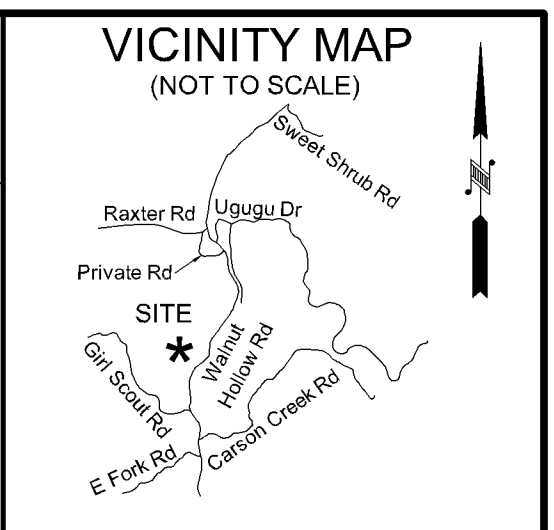 VICINITY MAP
(NOT TO SCALE)
Sweet Shrub Rd
Raxter Rd
Ugugu Dr
Private Rd
SITE
*
Walnut
Hollow Rd
Girl Scout Rd
Carson Creek Rd
E Fork Rd